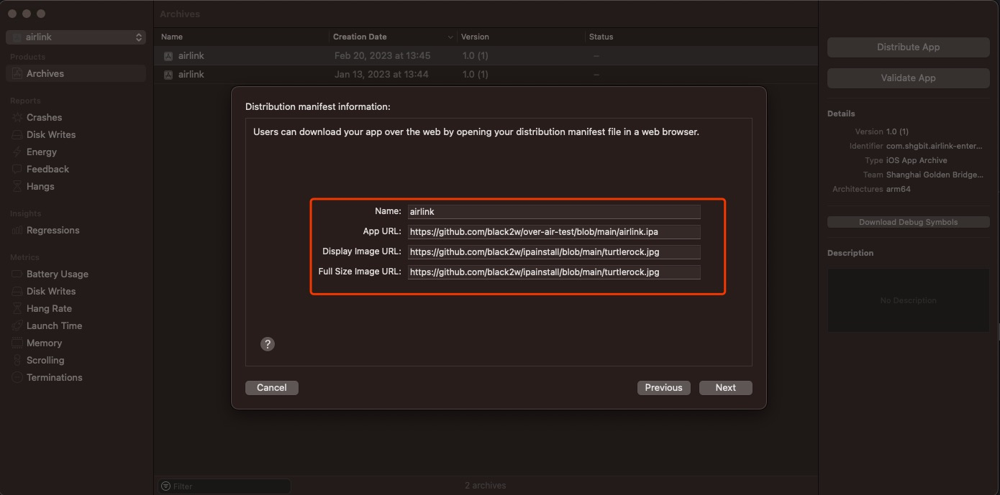 Archives
airlink
Name Creation Date Version Status
Products
Archives
airlink Feb 20, 2023 at 13:45 1.0 (1) --
airlink Jan 13, 2023 at 13:44 1.0 (1) --
Reports
Crashes
Disk Writes
Energy
Feedback
Hangs
Insights
Regressions
Metrics
Battery Usage
Disk Writes
Hang Rate
Launch Time
Memory
Scrolling
Terminations
Distribution manifest information:
Users can download your app over the web by opening your distribution manifest file in a web browser.
Name: airlink
App URL: https://github.com/black2w/over-air-test/blob/main/airlink.ipa
Display Image URL: https://github.com/black2w/ipainstall/blob/main/turtlerock.jpg
Full Size Image URL: https://github.com/black2w/ipainstall/blob/main/turtlerock.jpg
?
Cancel Previous Next
Filter
2 archives
Distribute App
Validate App
Details
Version 1.0 (1)
Identifier com.shgbit.airlink-enter...
Type iOS App Archive
Team Shanghai Golden Bridge...
Architectures arm64
Download Debug Symbols
Description
No Description